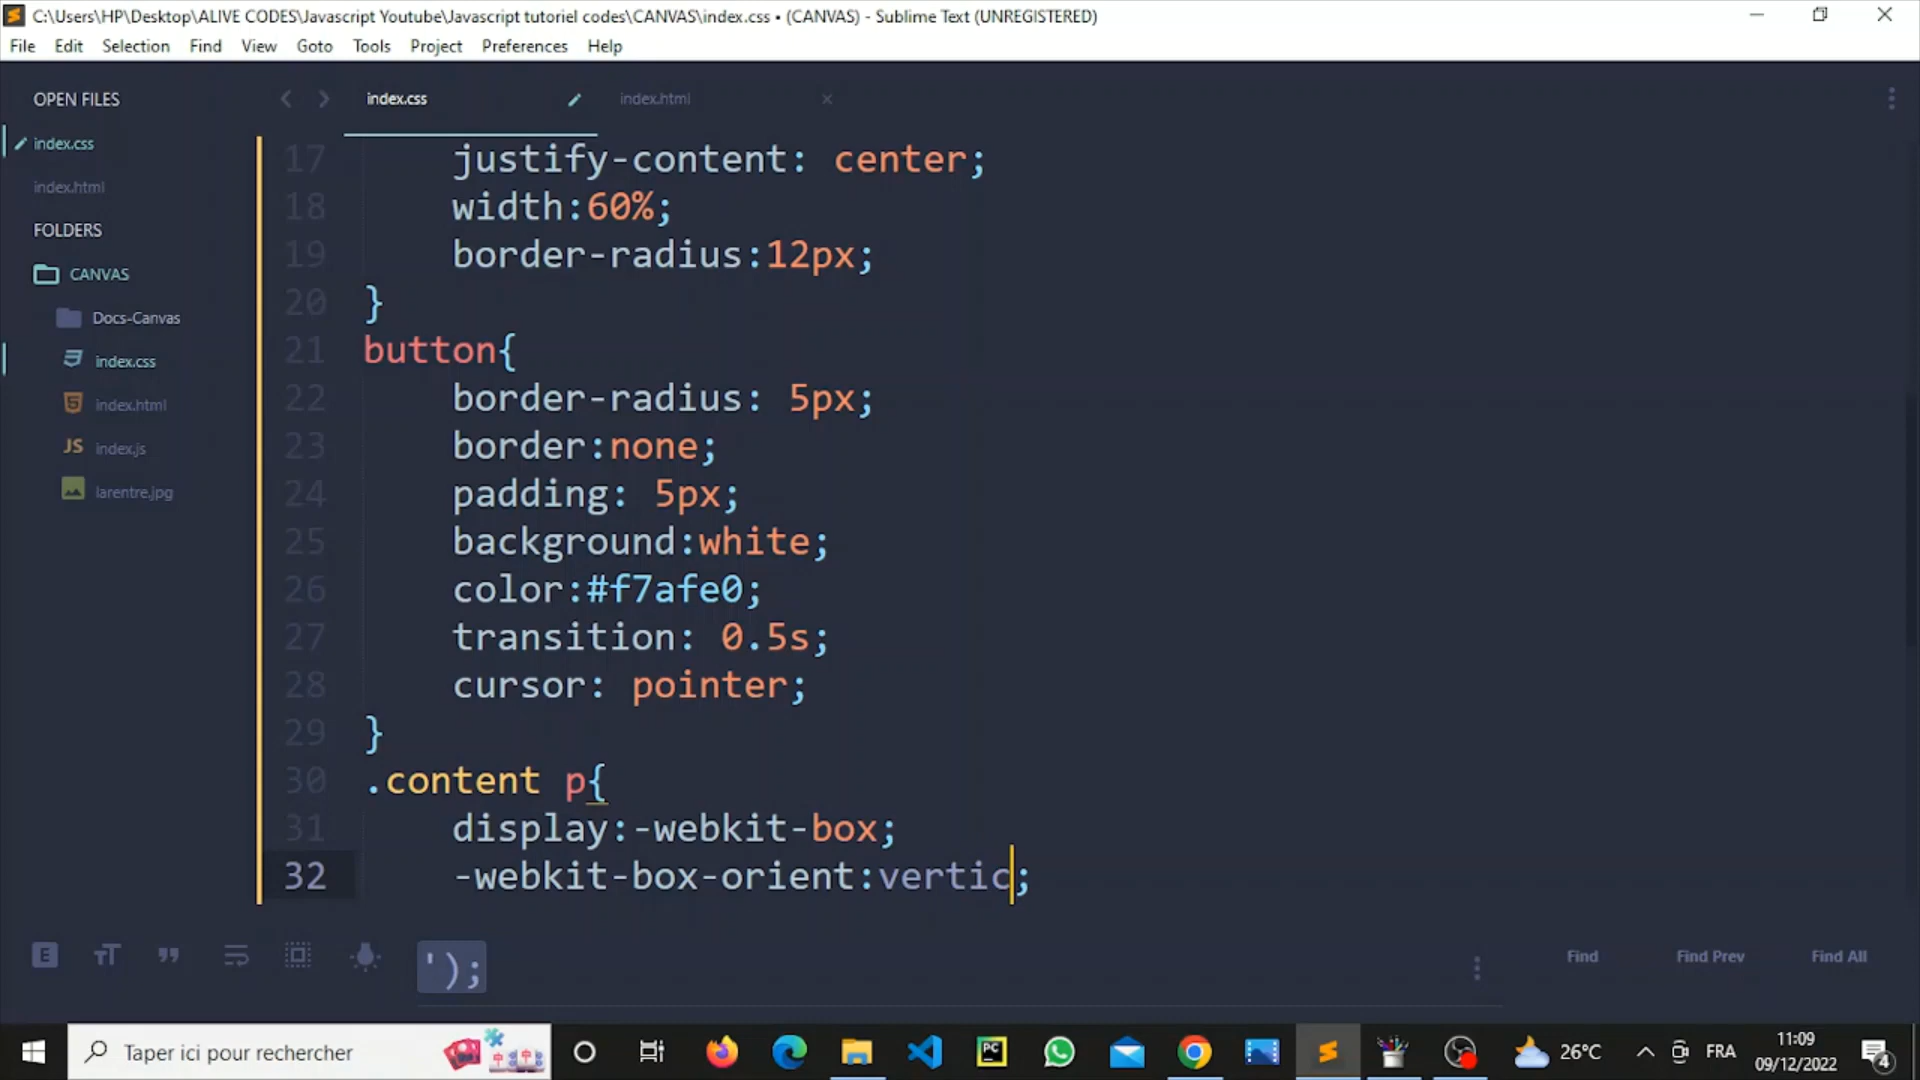 C:\Users\HP\Desktop\ALIVE CODES\Javascript Youtube\Javascript tutoriel codes\CANVAS\index.css • (CANVAS) - Sublime Text (UNREGISTERED)
File Edit Selection Find View Goto Tools Project Preferences Help
OPEN FILES
index.css
index.html
FOLDERS
CANVAS
Docs-Canvas
index.css
index.html
JS index.js
larentre.jpg
index.css index.html
17 justify-content: center;
18 width:60%;
19 border-radius:12px;
20 }
21 button{
22 border-radius: 5px;
23 border:none;
24 padding: 5px;
25 background:white;
26 color:#f7afe0;
27 transition: 0.5s;
28 cursor: pointer;
29 }
30 .content p{
31 display:-webkit-box;
32 -webkit-box-orient:vertic;
');
Find Find Prev Find All
Taper ici pour rechercher
26°C
FRA
11:09
09/12/2022
4